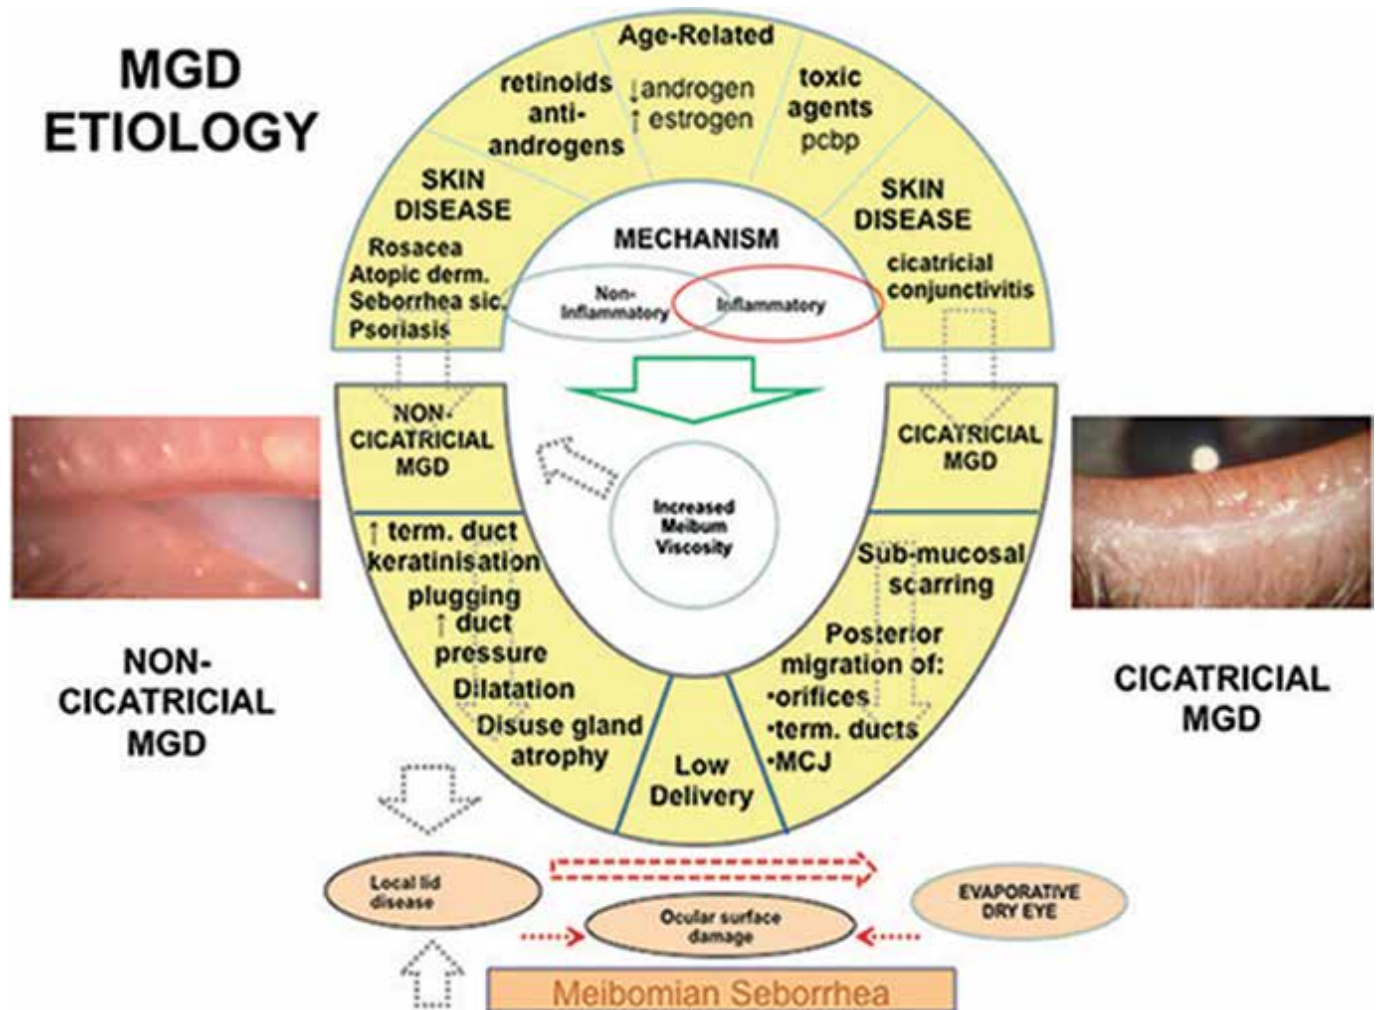 MGD
ETIOLOGY
Age-Related
↓androgen
↑ estrogen
retinoids
anti-
androgens
toxic
agents
pcbp
SKIN
DISEASE
Rosacea
Atopic derm.
Seborrhea sic.
Psoriasis
SKIN
DISEASE
cicatricial
conjunctivitis
MECHANISM
Non-
Inflammatory
Inflammatory
NON-
CICATRICIAL
MGD
CICATRICIAL
MGD
Increased
Meibum
Viscosity
↑ term. duct
keratinisation
plugging
↑ duct
pressure
Dilatation
Disuse gland
atrophy
Sub-mucosal
scarring
Posterior
migration of:
•orifices
•term. ducts
•MCJ
Low
Delivery
NON-
CICATRICIAL
MGD
CICATRICIAL
MGD
Local lid
disease
Ocular surface
damage
EVAPORATIVE
DRY EYE
Meibomian Seborrhea